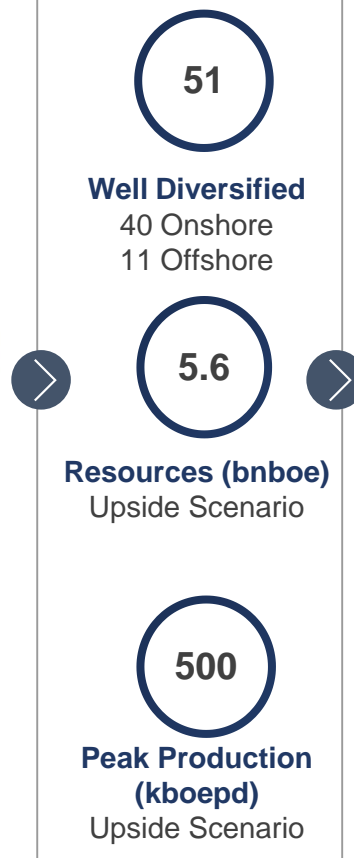 51
Well Diversified
40 Onshore
11 Offshore
5.6
Resources (bnboe)
Upside Scenario
500
Peak Production
(kboepd)
Upside Scenario